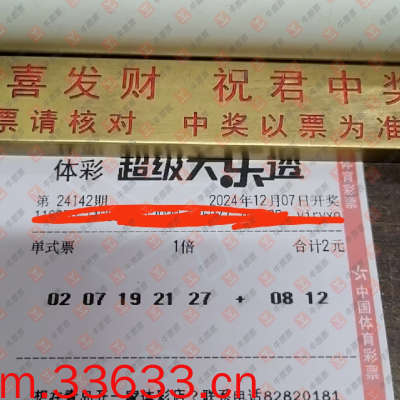 喜发财 祝君中奖
票请核对 中奖以票为准
体彩 超级大乐透
第 24142期 2024年12月07日开奖
单式票 1倍 合计2元
02 07 19 21 27 + 08 12
中国体育彩票
m.33633.cn
82820181